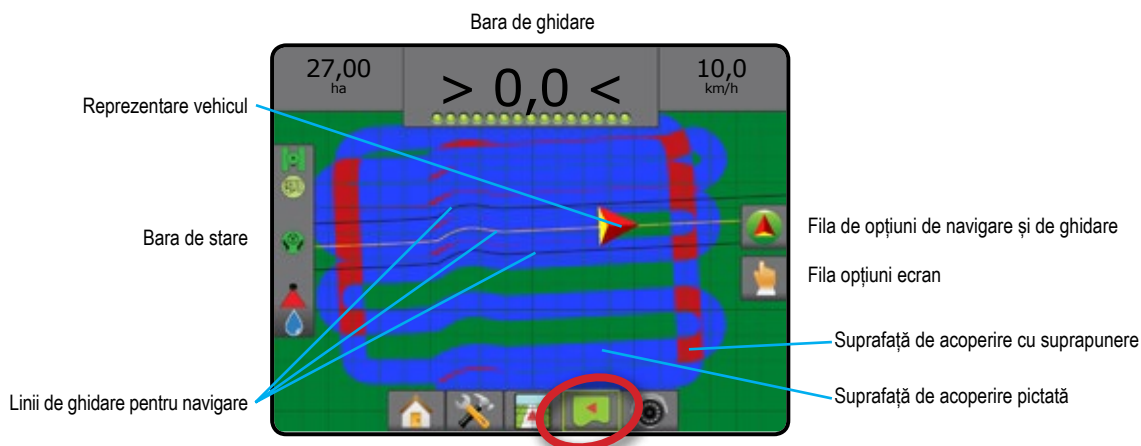 Bara de ghidare
27,00
ha
> 0,0 <
10,0
km/h
Reprezentare vehicul
Bara de stare
Fila de opțiuni de navigare și de ghidare
Fila opțiuni ecran
Suprafață de acoperire cu suprapunere
Suprafață de acoperire pictată
Linii de ghidare pentru navigare